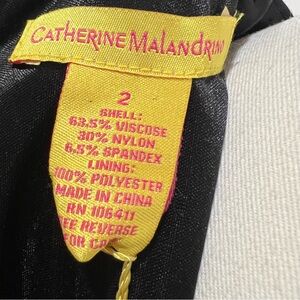 CATHERINE MALANDRINO
2
SHELL:
63.5% VISCOSE
30% NYLON
6.5% SPANDEX
LINING:
100% POLYESTER
MADE IN CHINA
RN 106411
SEE REVERSE
FOR CARE